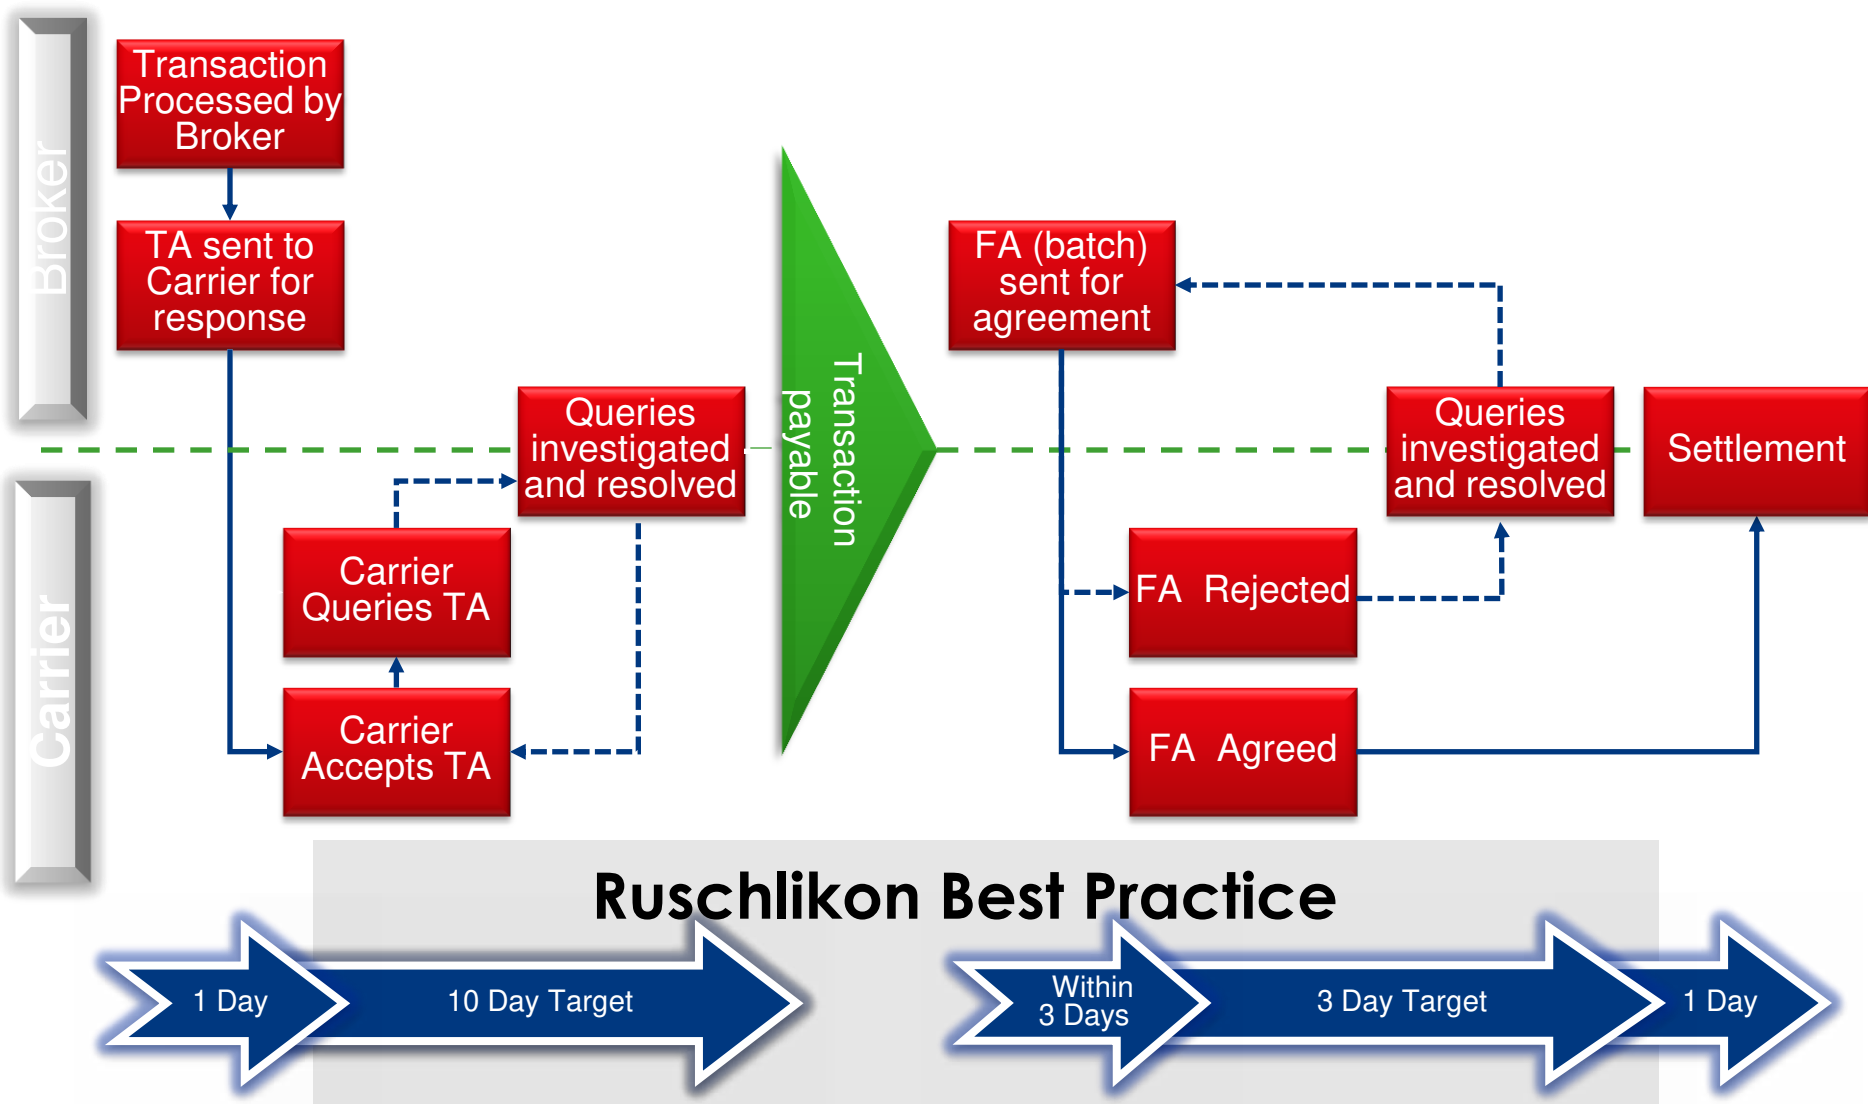 Broker
Transaction
Processed by
Broker
TA sent to
Carrier for
response
Queries
investigated
and resolved
Carrier
Carrier
Queries TA
Carrier
Accepts TA
Transaction
payable
FA (batch)
sent for
agreement
Queries
investigated
and resolved
Settlement
FA Rejected
FA Agreed
Ruschlikon Best Practice
1 Day
10 Day Target
Within
3 Days
3 Day Target
1 Day